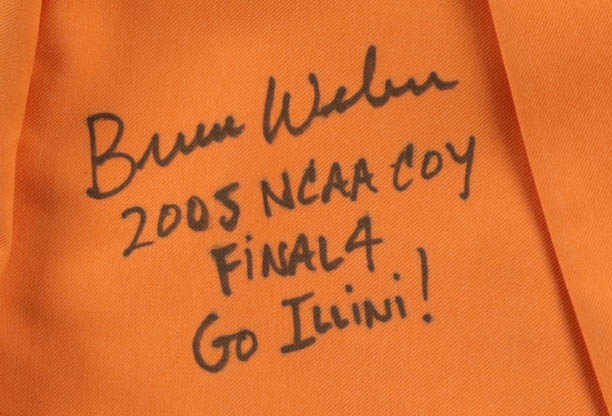 Bruce Weber
2005 NCAA COY
FINAL 4
Go ILLiNi!